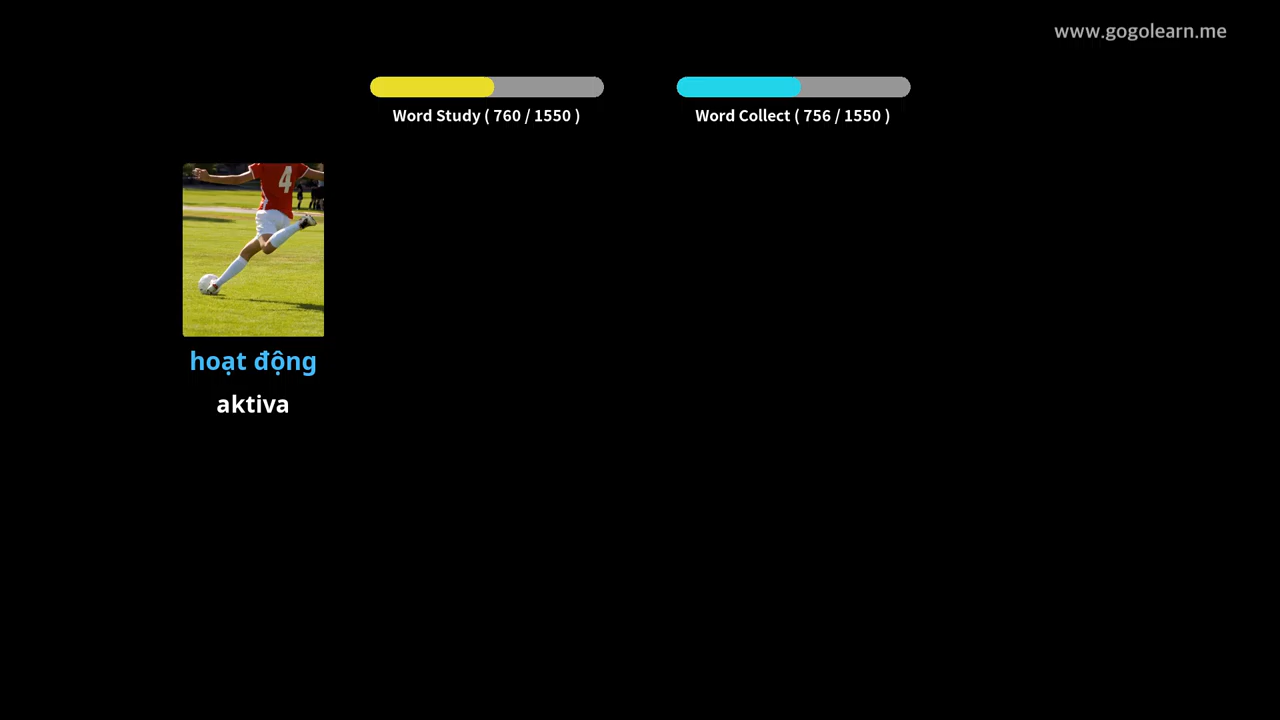 www.gogolearn.me
Word Study ( 760 / 1550 )
Word Collect ( 756 / 1550 )
4
hoạt động
aktiva